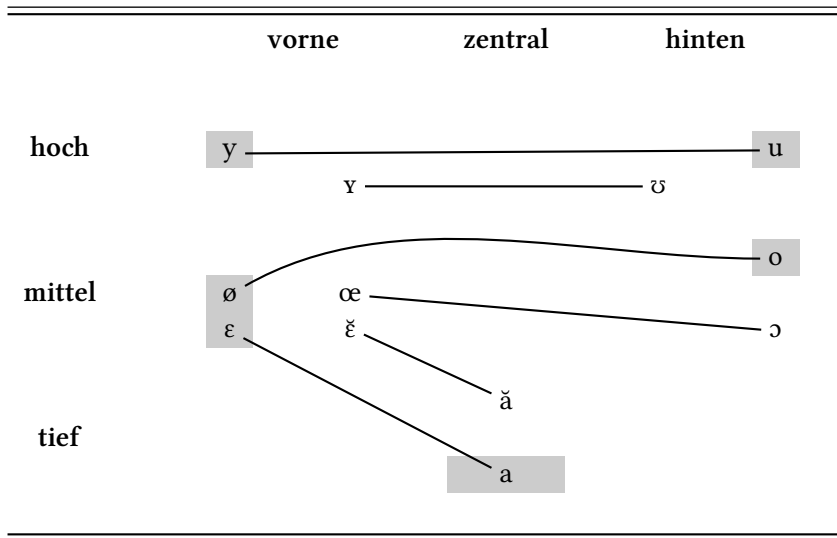 vorne zentral hinten
hoch y u
ʏ ʊ
o
mittel ø œ
ɛ ɛ̆ ɔ
ă
tief
a